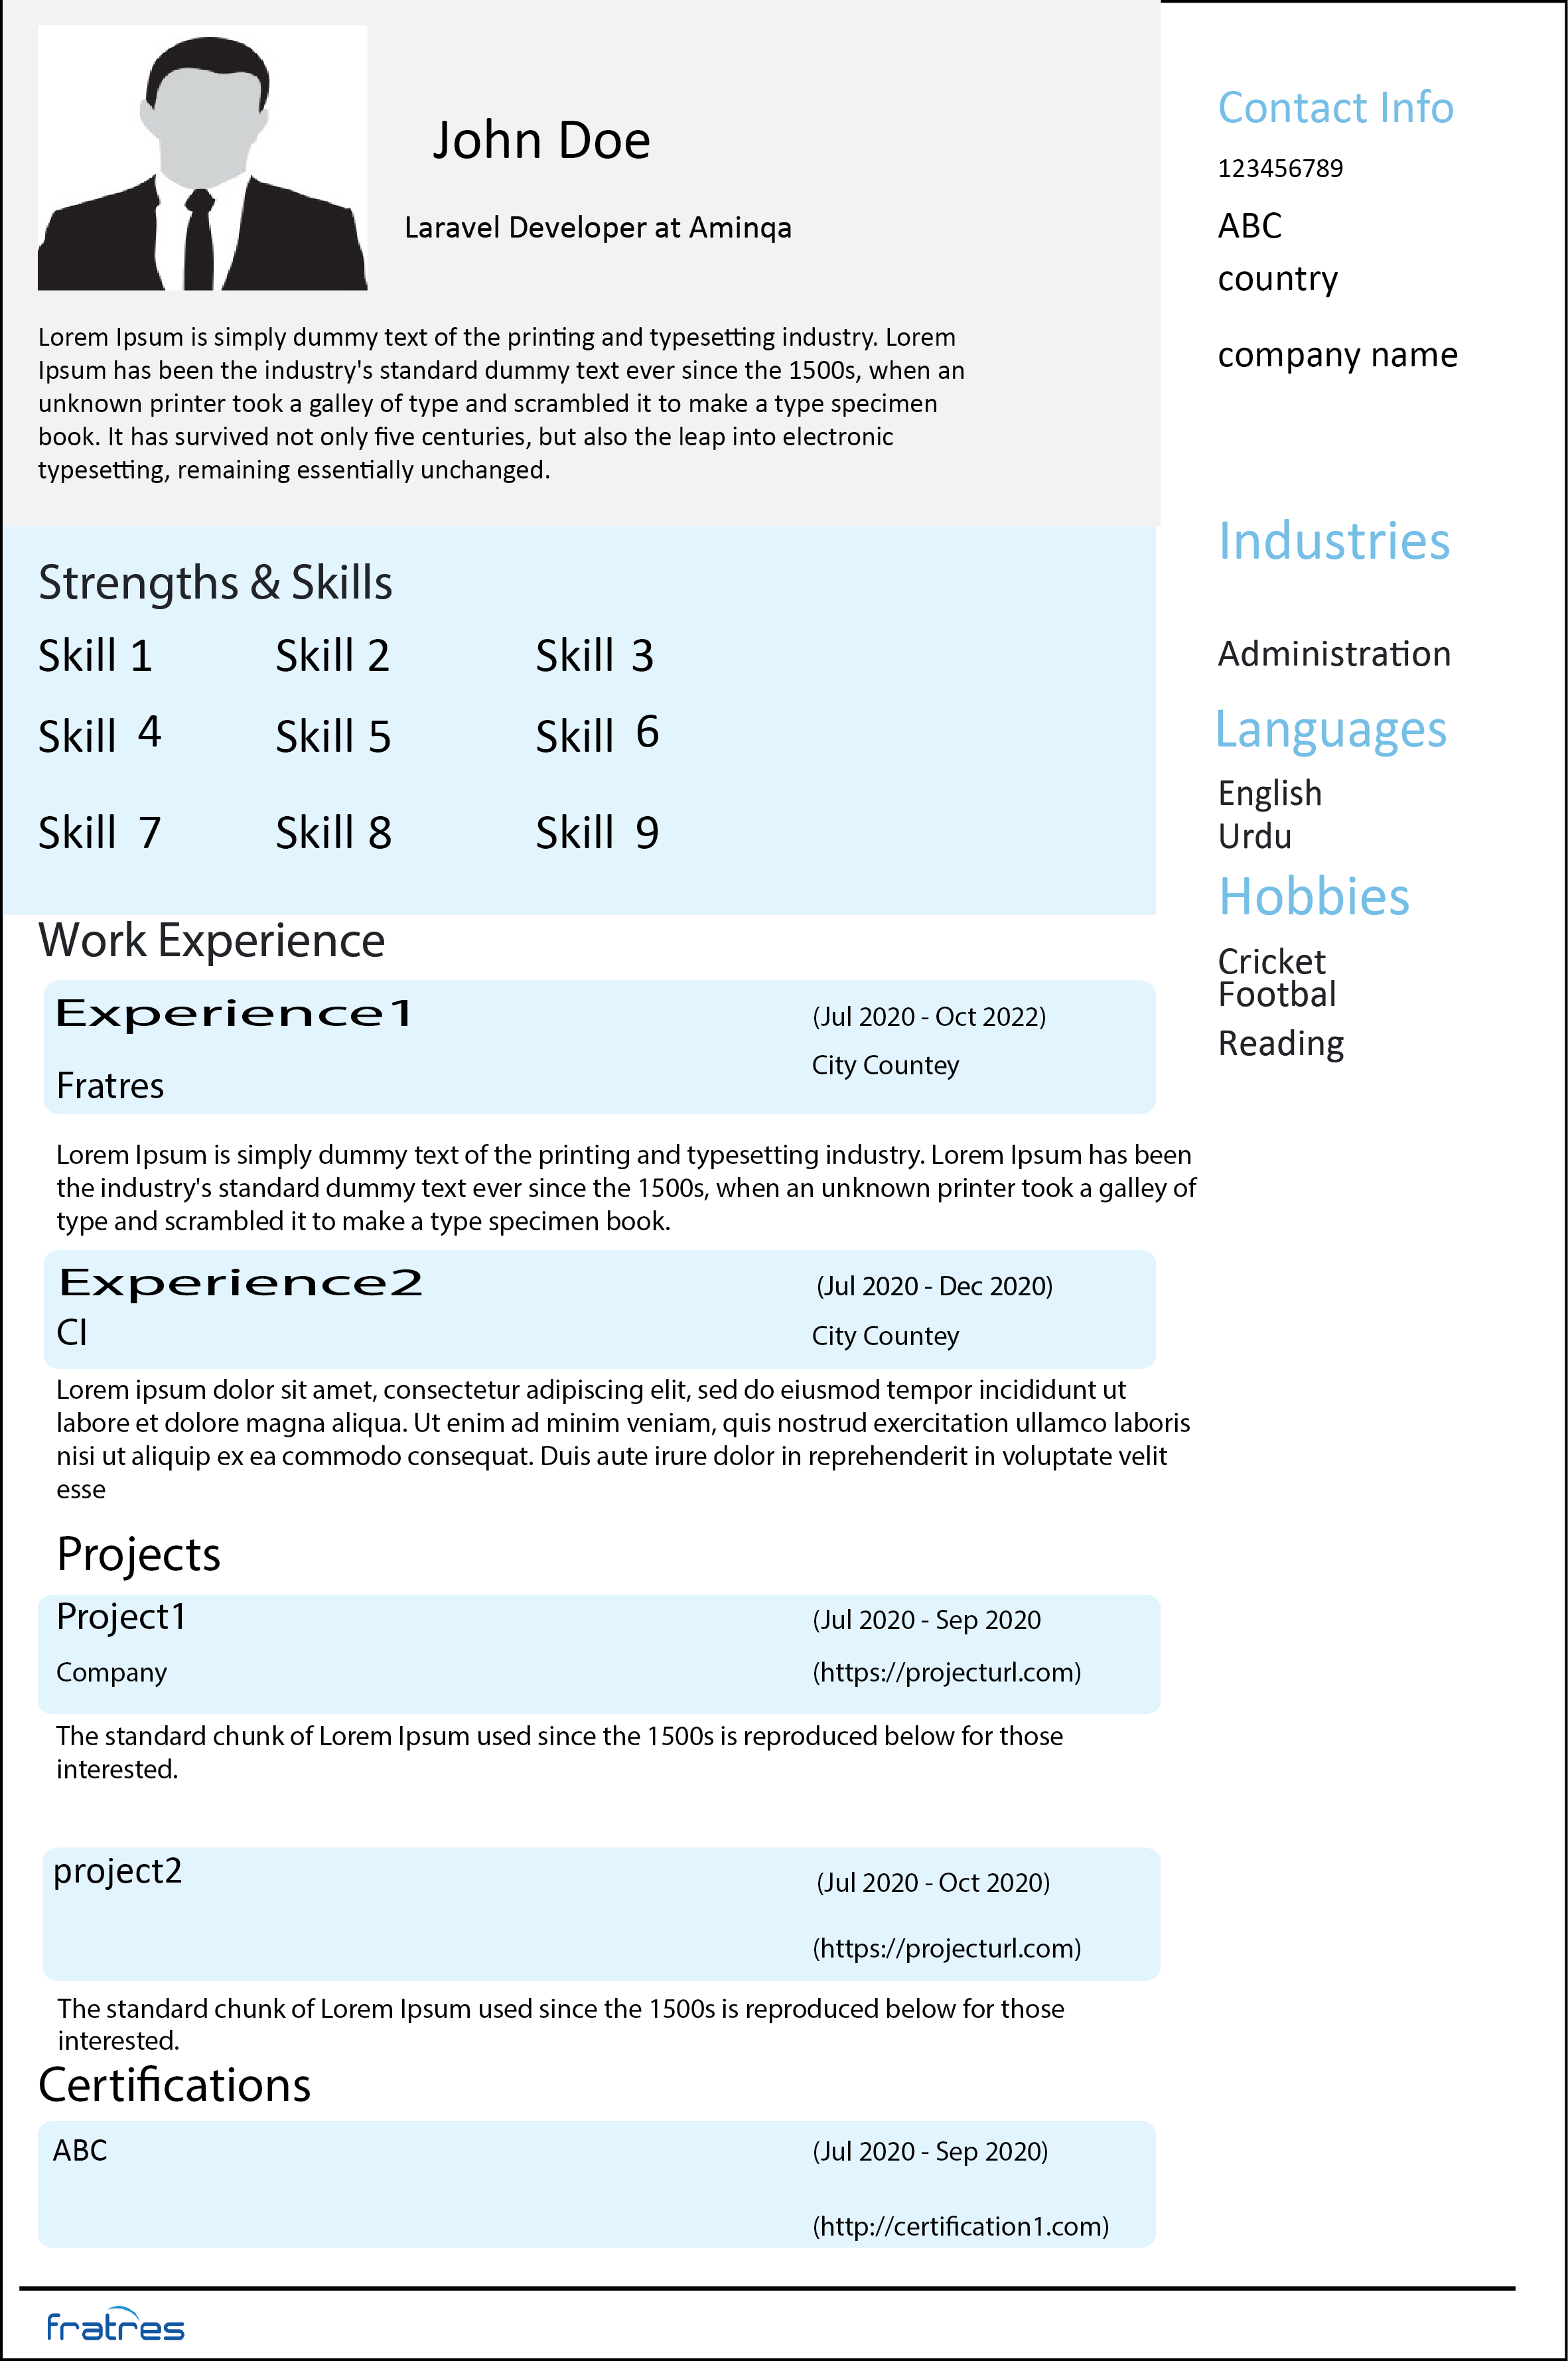 John Doe
Laravel Developer at Aminqa
Lorem Ipsum is simply dummy text of the printing and typesetting industry. Lorem
Ipsum has been the industry's standard dummy text ever since the 1500s, when an
unknown printer took a galley of type and scrambled it to make a type specimen
book. It has survived not only five centuries, but also the leap into electronic
typesetting, remaining essentially unchanged.
Strengths & Skills
Skill 1 Skill 2 Skill 3
Skill 4 Skill 5 Skill 6
Skill 7 Skill 8 Skill 9
Work Experience
Experience1 (Jul 2020 - Oct 2022)
Fratres City Countey
Lorem Ipsum is simply dummy text of the printing and typesetting industry. Lorem Ipsum has been
the industry's standard dummy text ever since the 1500s, when an unknown printer took a galley of
type and scrambled it to make a type specimen book.
Experience2 (Jul 2020 - Dec 2020)
Cl City Countey
Lorem ipsum dolor sit amet, consectetur adipiscing elit, sed do eiusmod tempor incididunt ut
labore et dolore magna aliqua. Ut enim ad minim veniam, quis nostrud exercitation ullamco laboris
nisi ut aliquip ex ea commodo consequat. Duis aute irure dolor in reprehenderit in voluptate velit
esse
Projects
Project1 (Jul 2020 - Sep 2020
Company (https://projecturl.com)
The standard chunk of Lorem Ipsum used since the 1500s is reproduced below for those
interested.
project2 (Jul 2020 - Oct 2020)
(https://projecturl.com)
The standard chunk of Lorem Ipsum used since the 1500s is reproduced below for those
interested.
Certifications
ABC (Jul 2020 - Sep 2020)
(http://certification1.com)
Contact Info
123456789
ABC
country
company name
Industries
Administration
Languages
English
Urdu
Hobbies
Cricket
Footbal
Reading
fratres